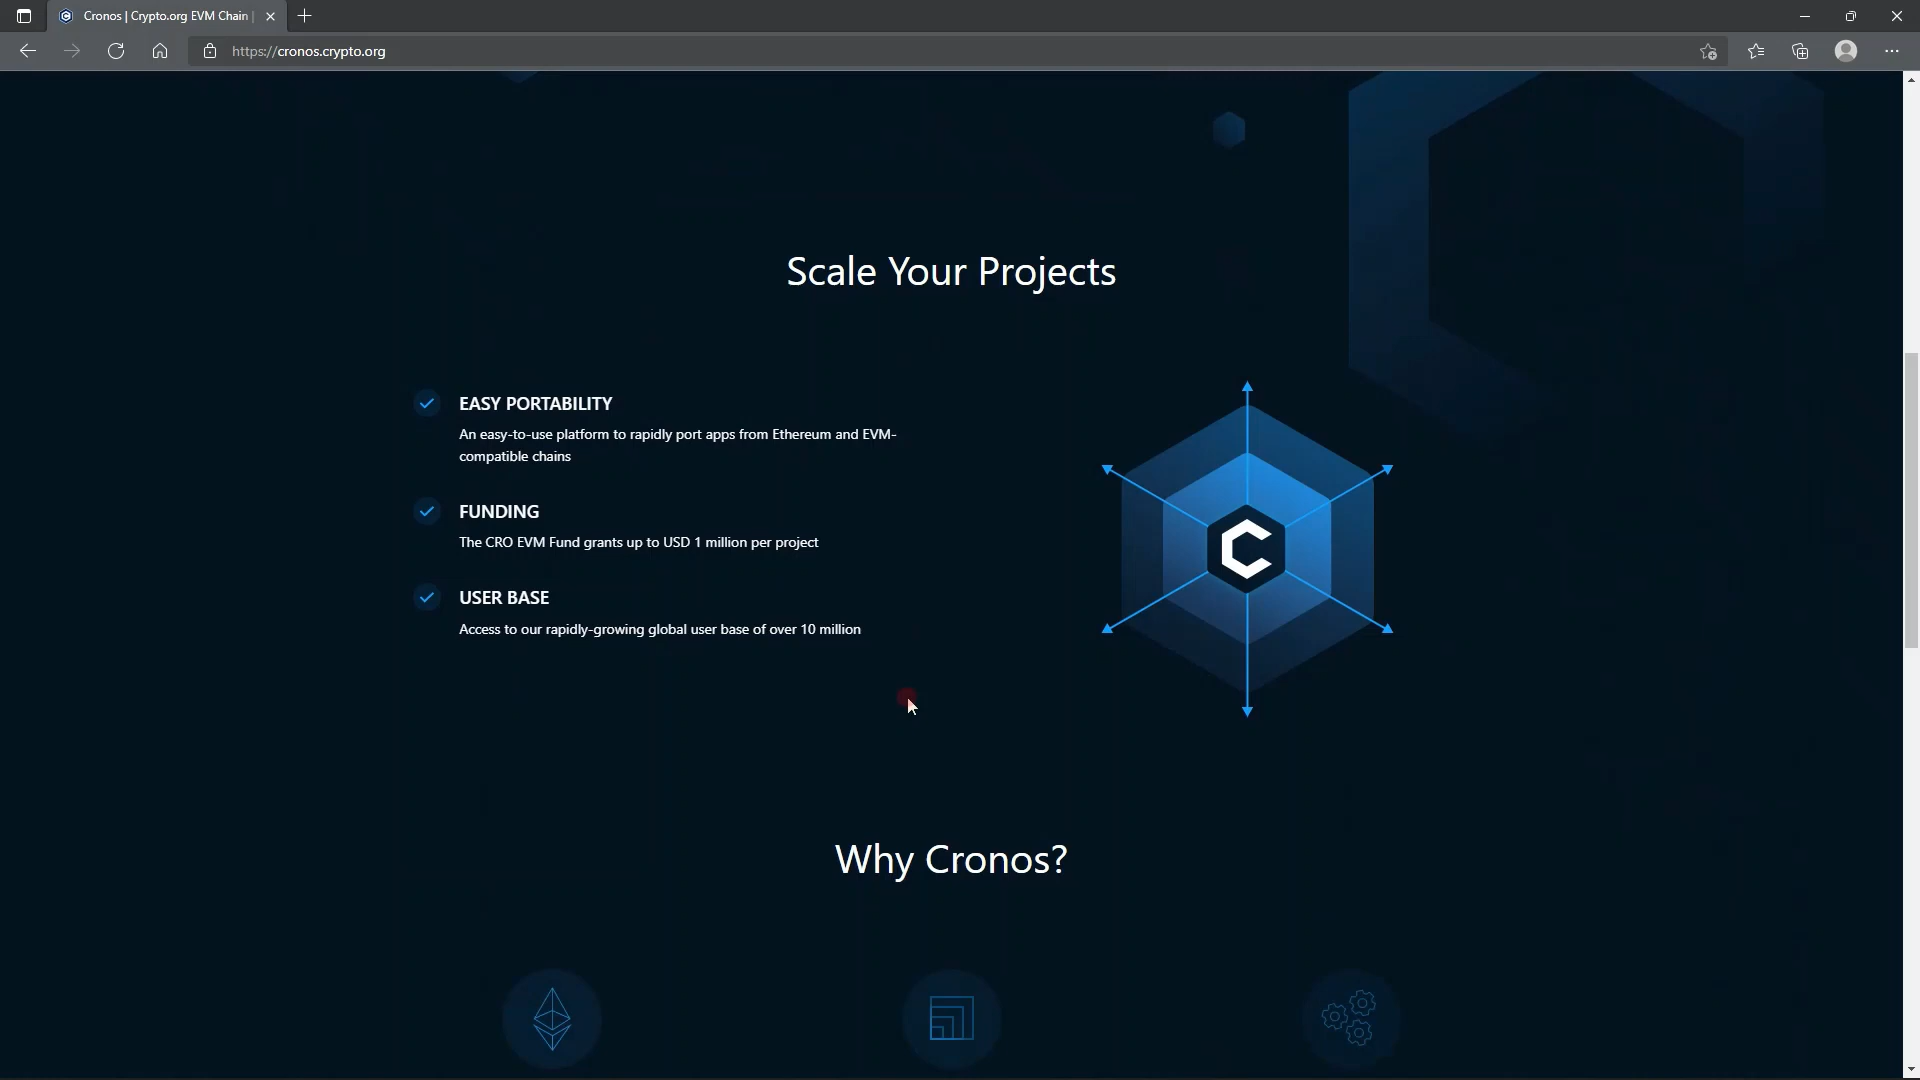 Cronos | Crypto.org EVM Chain |
https://cronos.crypto.org
Scale Your Projects
EASY PORTABILITY
An easy-to-use platform to rapidly port apps from Ethereum and EVM-
compatible chains
FUNDING
The CRO EVM Fund grants up to USD 1 million per project
USER BASE
Access to our rapidly-growing global user base of over 10 million
Why Cronos?